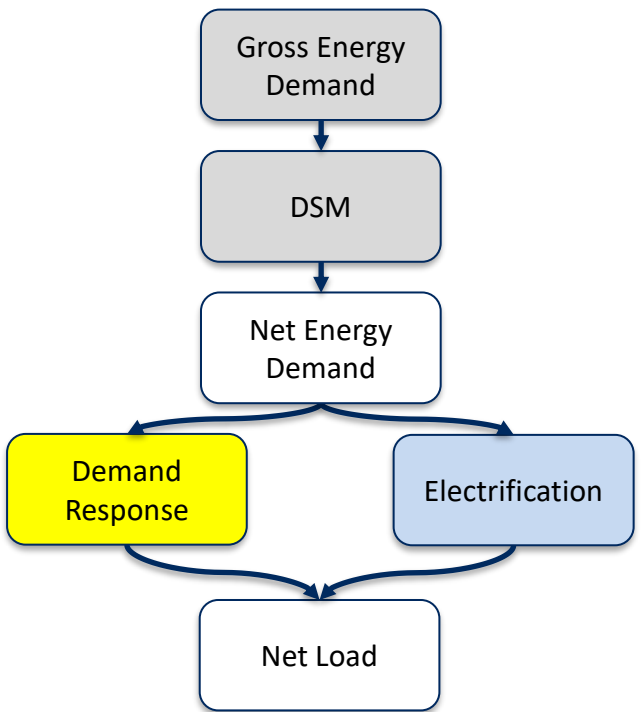 Gross Energy
Demand
DSM
Net Energy
Demand
Demand
Response
Electrification
Net Load